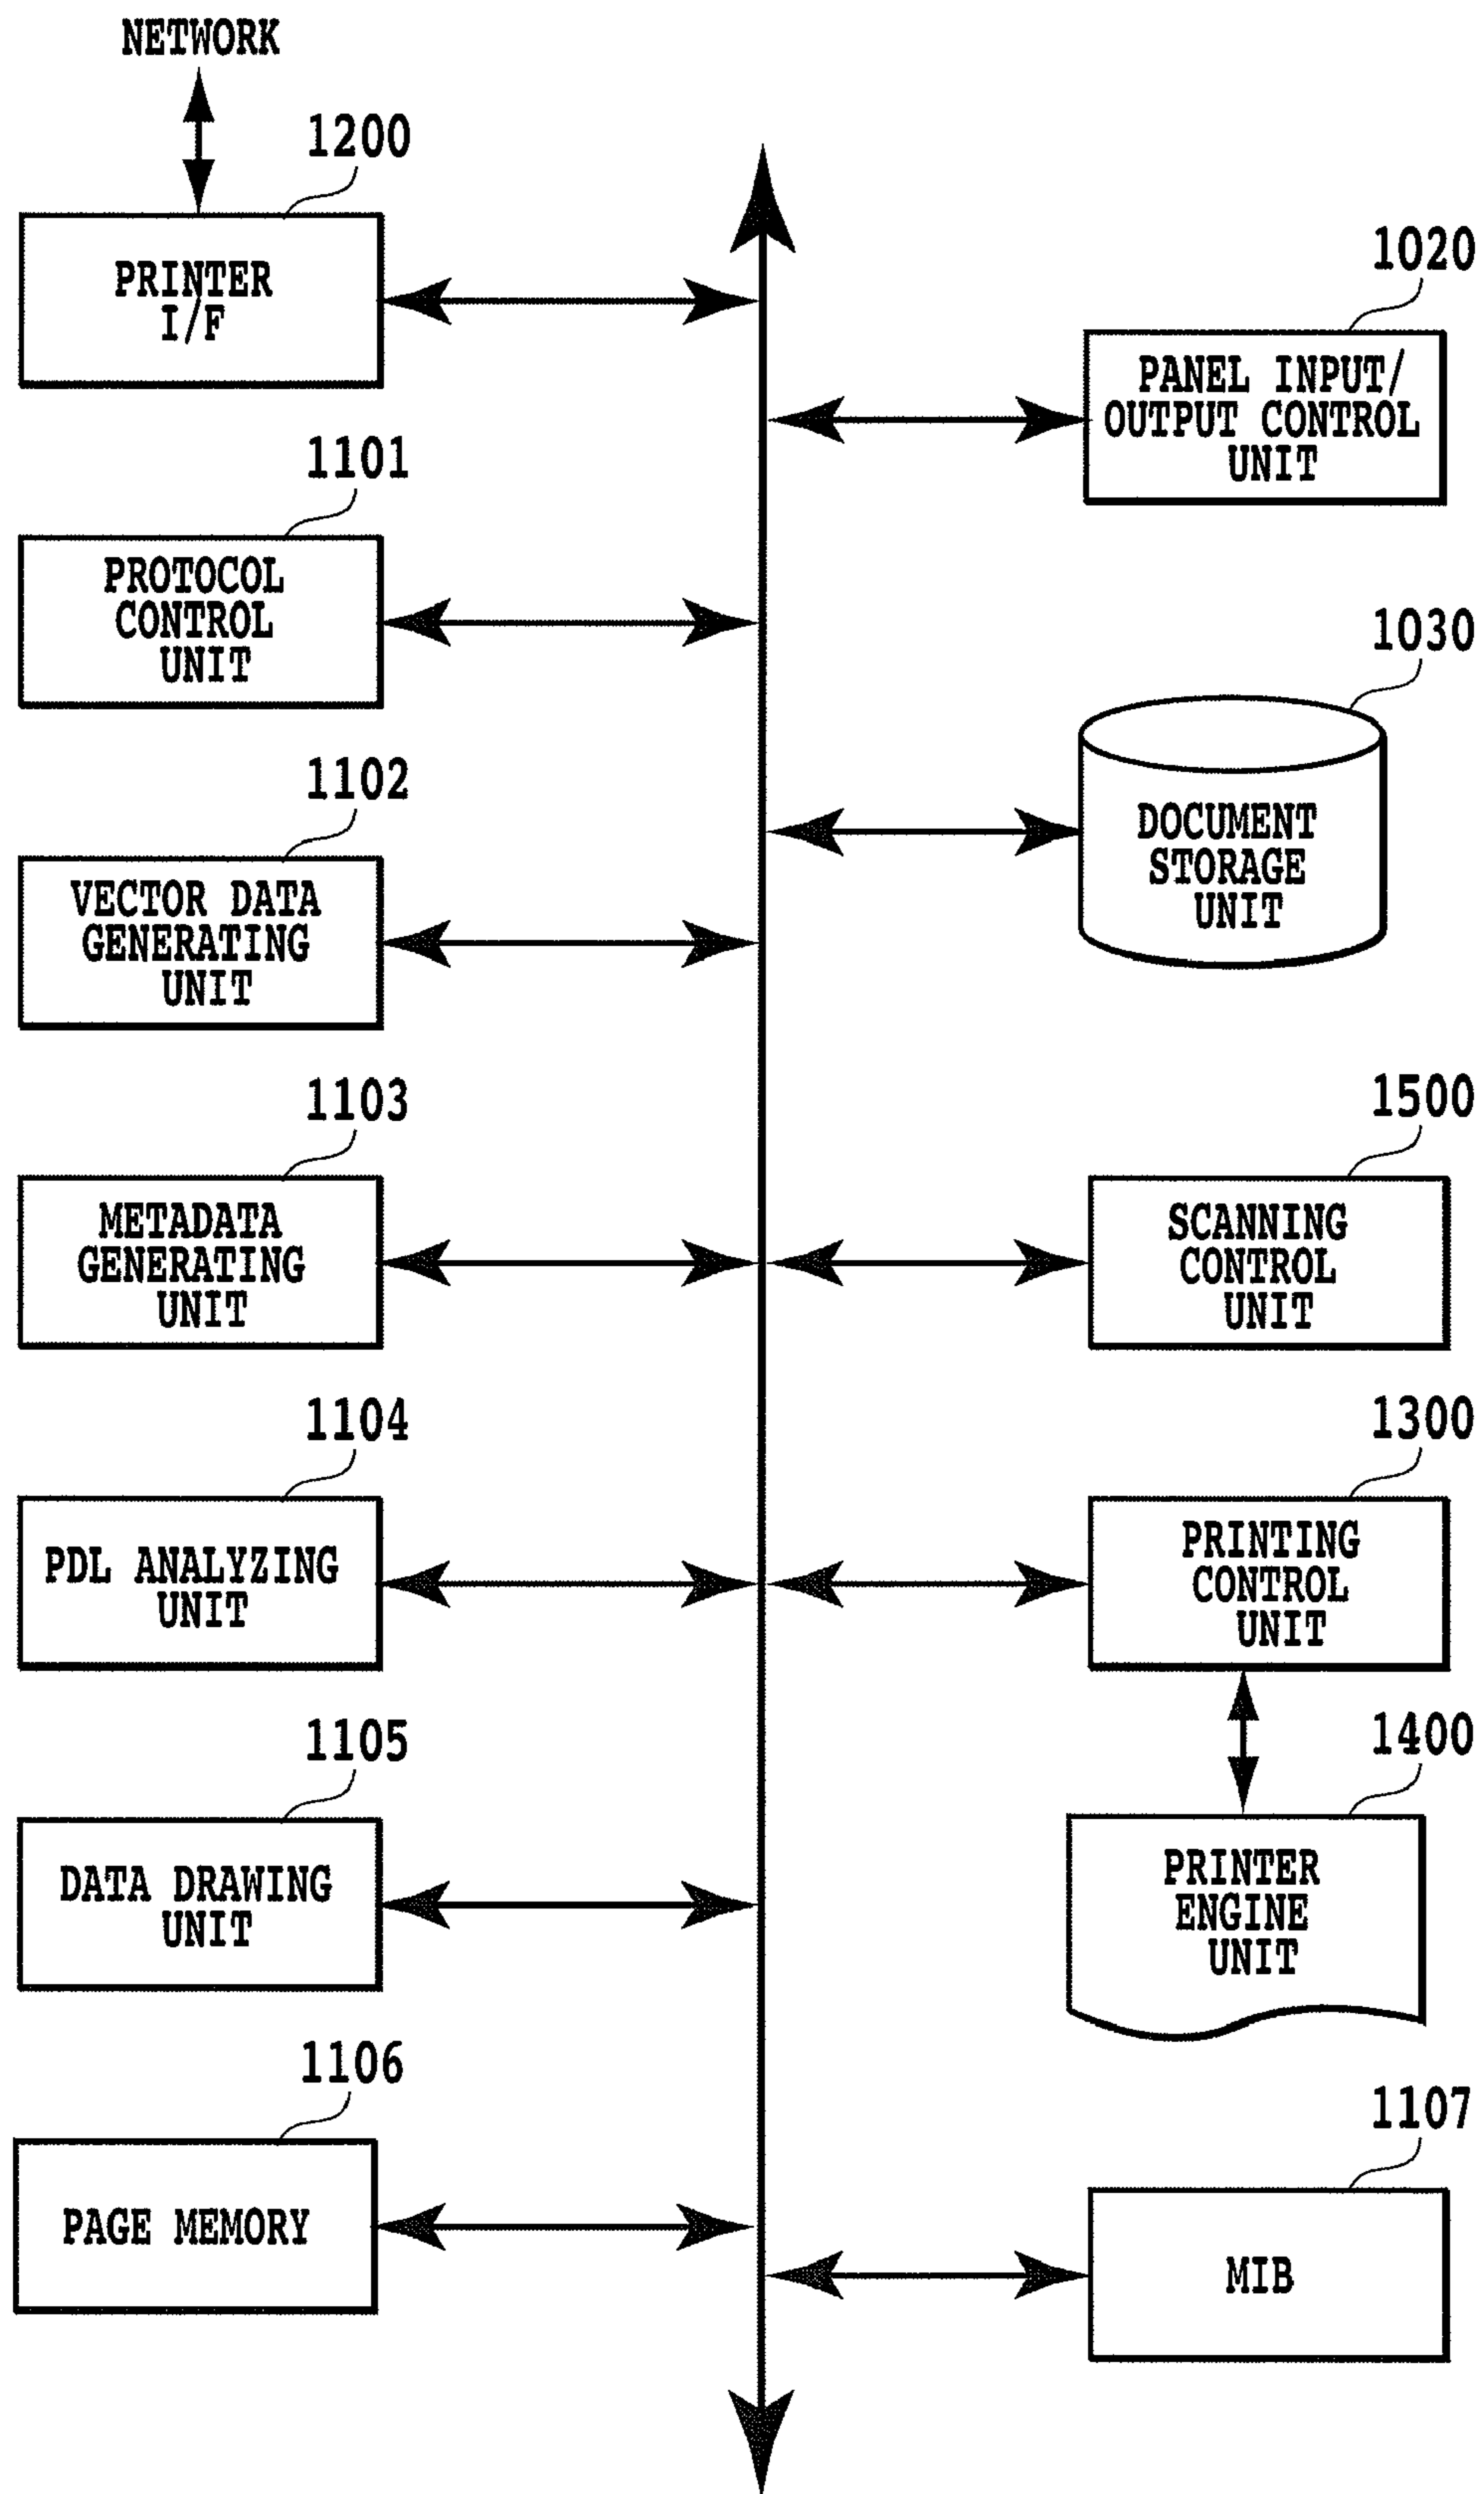 NETWORK
1200
PRINTER
I/F
1101
PROTOCOL
CONTROL
UNIT
1102
VECTOR DATA
GENERATING
UNIT
1103
METADATA
GENERATING
UNIT
1104
PDL ANALYZING
UNIT
1105
DATA DRAWING
UNIT
1106
PAGE MEMORY
1020
PANEL INPUT/
OUTPUT CONTROL
UNIT
1030
DOCUMENT
STORAGE
UNIT
1500
SCANNING
CONTROL
UNIT
1300
PRINTING
CONTROL
UNIT
1400
PRINTER
ENGINE
UNIT
1107
MIB